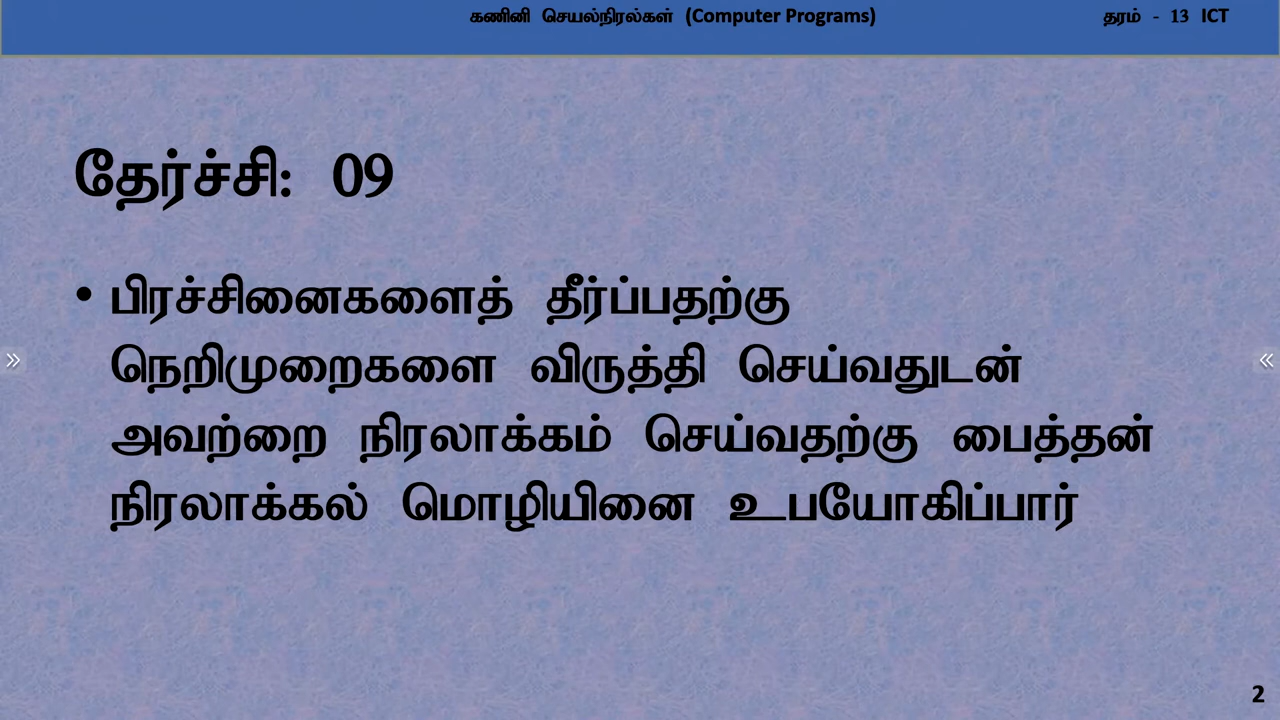 கணினி செயல்நிரல்கள் (Computer Programs) தரம் - 13 ICT
தேர்ச்சி: 09
• பிரச்சினைகளைத் தீர்ப்பதற்கு
நெறிமுறைகளை விருத்தி செய்வதுடன்
அவற்றை நிரலாக்கம் செய்வதற்கு பைத்தன்
நிரலாக்கல் மொழியினை உபயோகிப்பார்
2